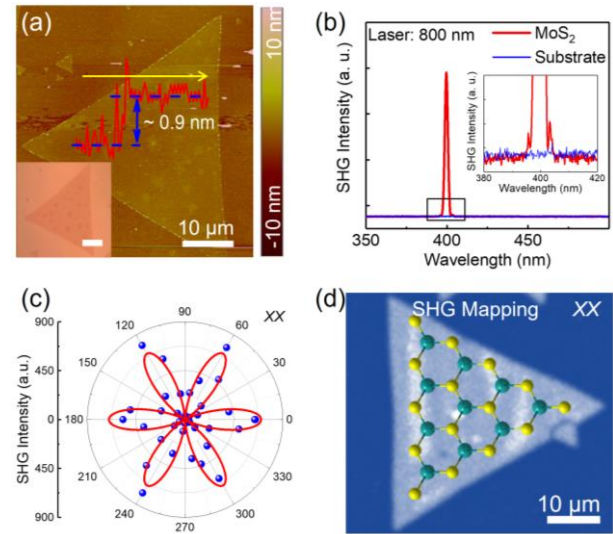 (a)
10 nm
-10 nm
~ 0.9 nm
10 μm
(b)
Laser: 800 nm
MoS₂
Substrate
SHG Intensity (a. u.)
SHG Intensity (a. u.)
380 400 420
Wavelength (nm)
350 400 450
Wavelength (nm)
(c)
XX
SHG Intensity (a.u.)
900
450
0
450
900
90
60
30
0
330
300
270
240
210
180
150
120
(d)
SHG Mapping XX
10 μm